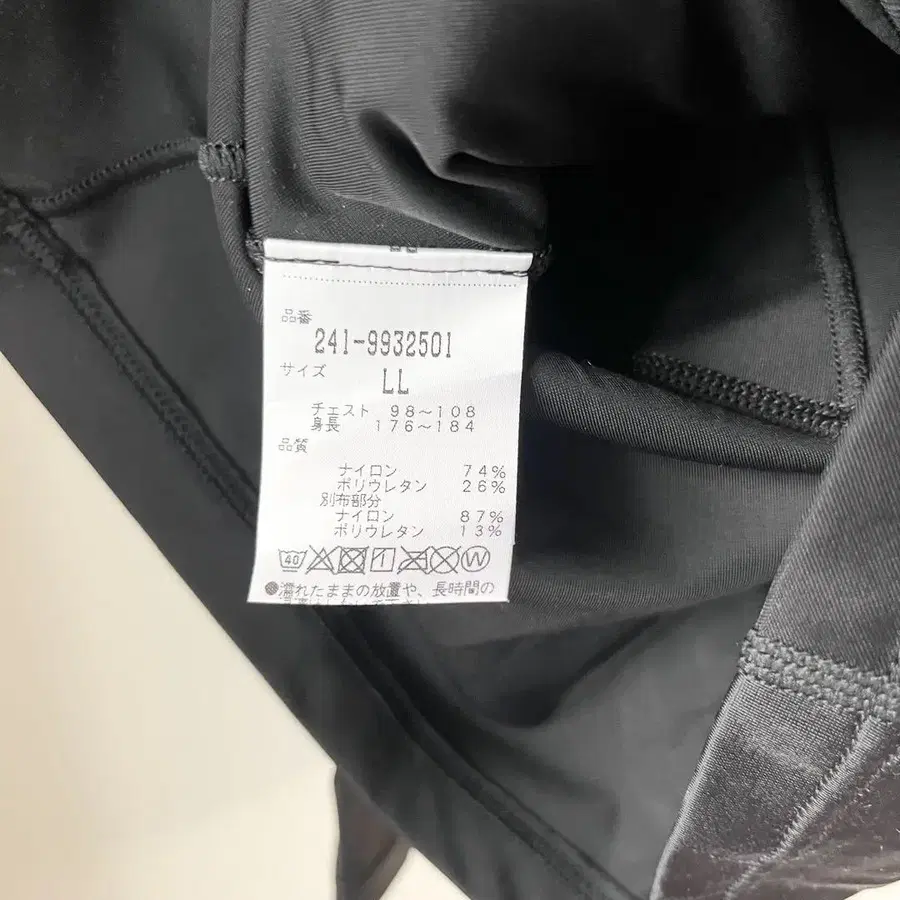 品番
241-9932501
サイズ
LL
チェスト 98~108
身長 176~184
品質
ナイロン 74%
ポリウレタン 26%
別布部分
ナイロン 87%
ポリウレタン 13%
40 W
●濡れたままの放置や、長時間の